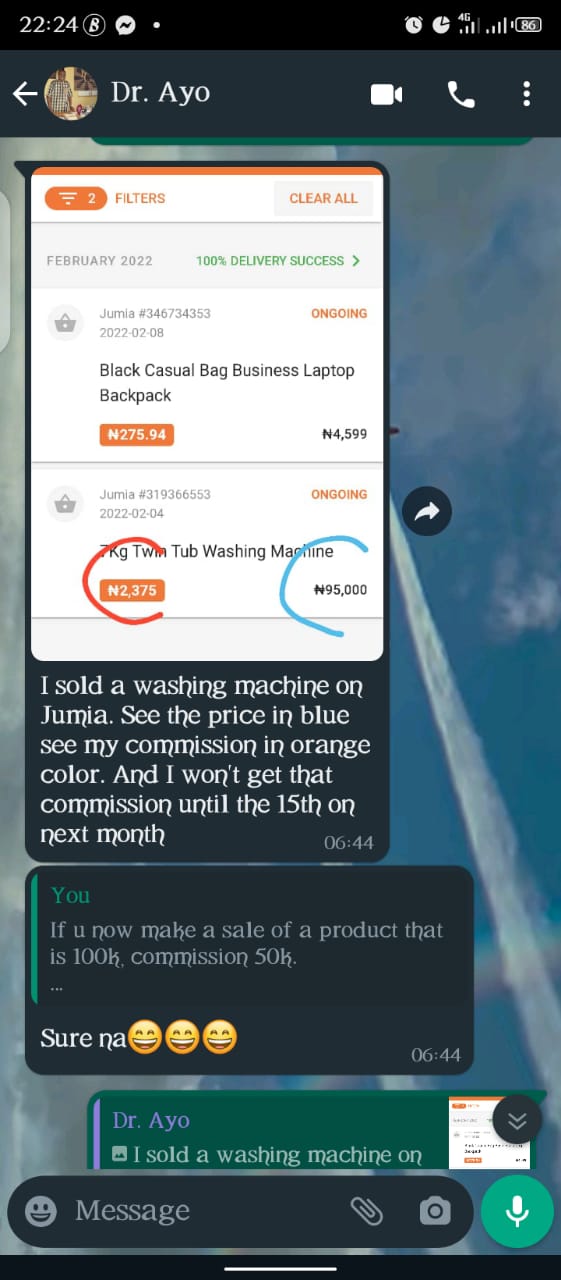 22:24
4G
86
Dr. Ayo
2 FILTERS CLEAR ALL
FEBRUARY 2022 100% DELIVERY SUCCESS
Jumia #346734353 ONGOING
2022-02-08
Black Casual Bag Business Laptop
Backpack
₦275.94 ₦4,599
Jumia #319366553 ONGOING
2022-02-04
7Kg Twin Tub Washing Machine
₦2,375 ₦95,000
I sold a washing machine on
Jumia. See the price in blue
see my commission in orange
color. And I won't get that
commission until the 15th on
next month
06:44
You
If u now make a sale of a product that
is 100k, commission 50k.
...
Sure na😄😄😄
06:44
Dr. Ayo
I sold a washing machine on
Message